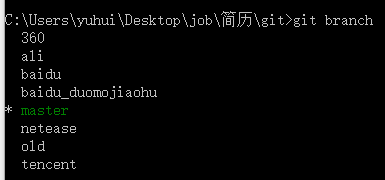 C:\Users\yuhui\Desktop\job\简历\git>git branch
360
ali
baidu
baidu_duomojiaohu
* master
netease
old
tencent